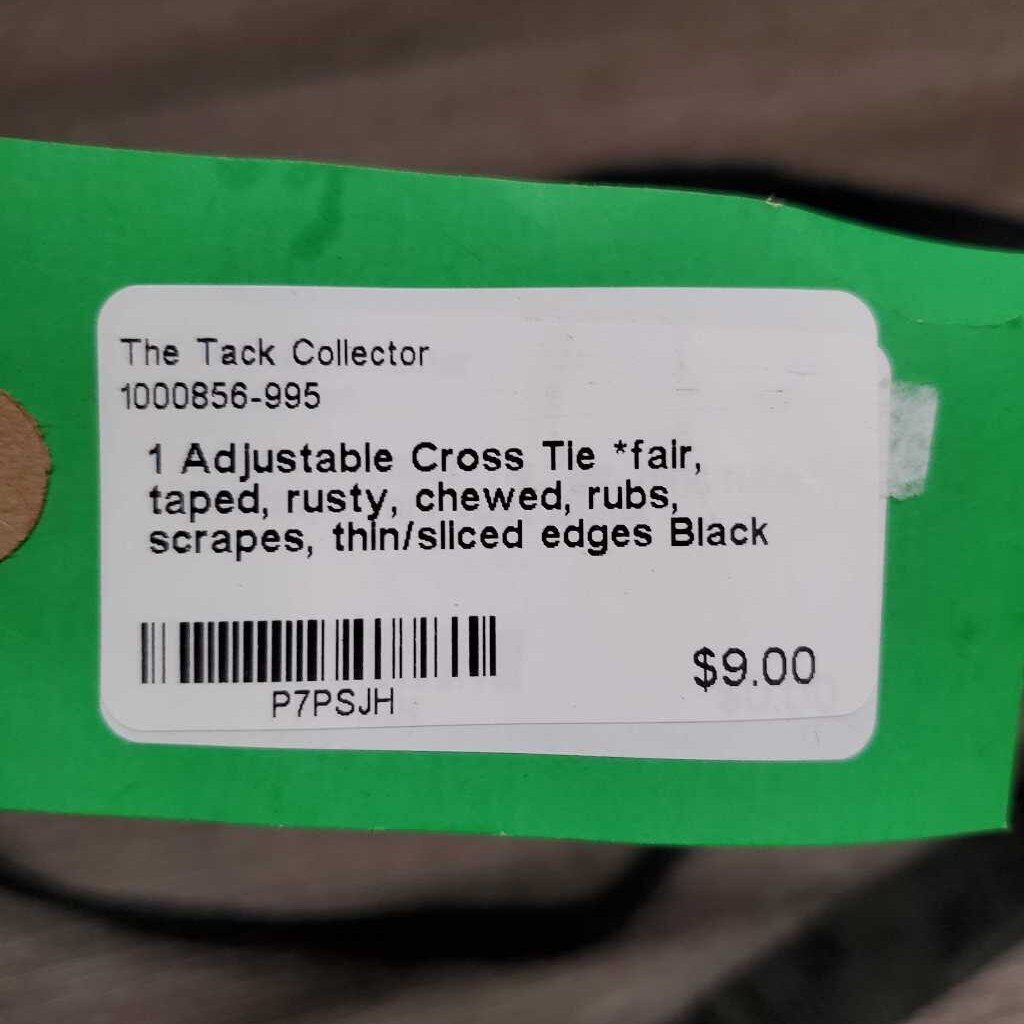 The Tack Collector
1000856-995
1 Adjustable Cross Tie *fair,
taped, rusty, chewed, rubs,
scrapes, thin/sliced edges Black
P7PSJH
$9.00